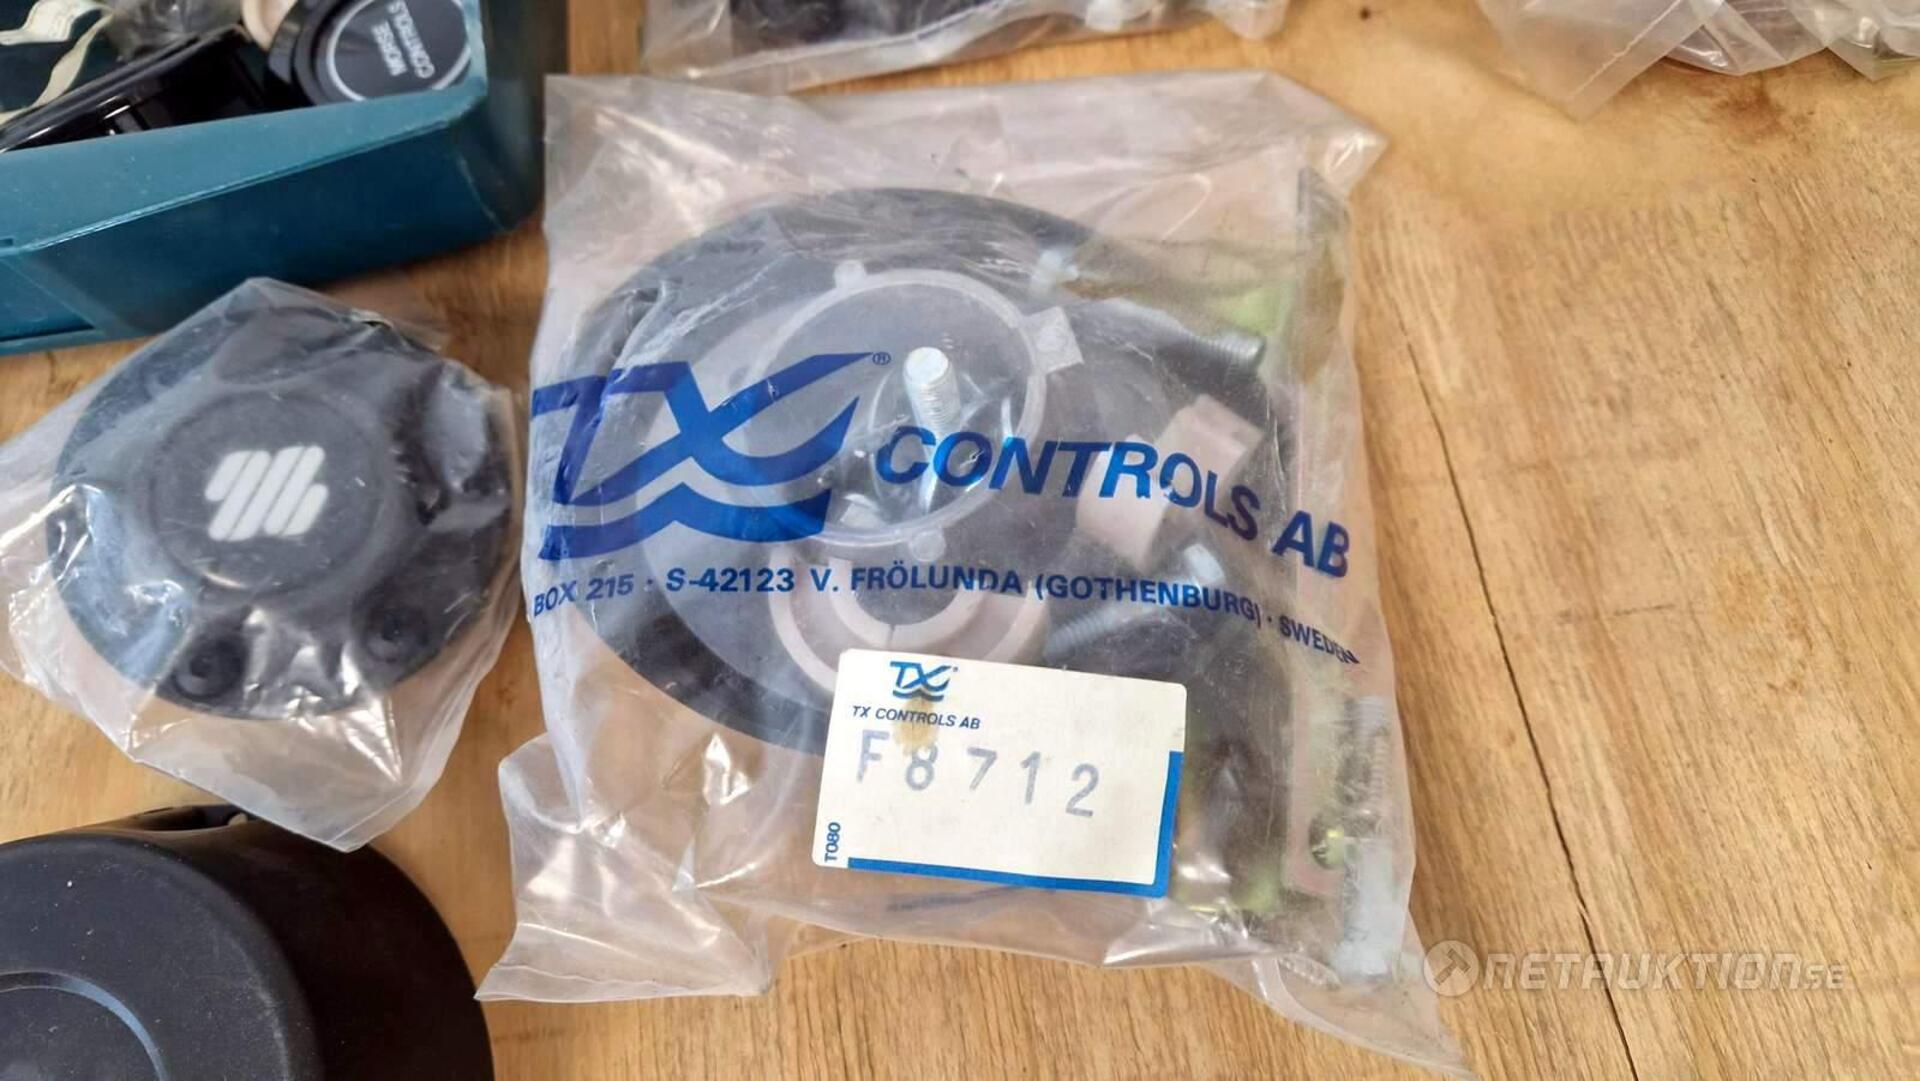 MORSE
CONTROLS
TX® CONTROLS AB
BOX 215 · S-42123 V. FRÖLUNDA (GOTHENBURG) · SWEDEN
TX®
TX CONTROLS AB
F8712
T080
NETAUKTION.SE